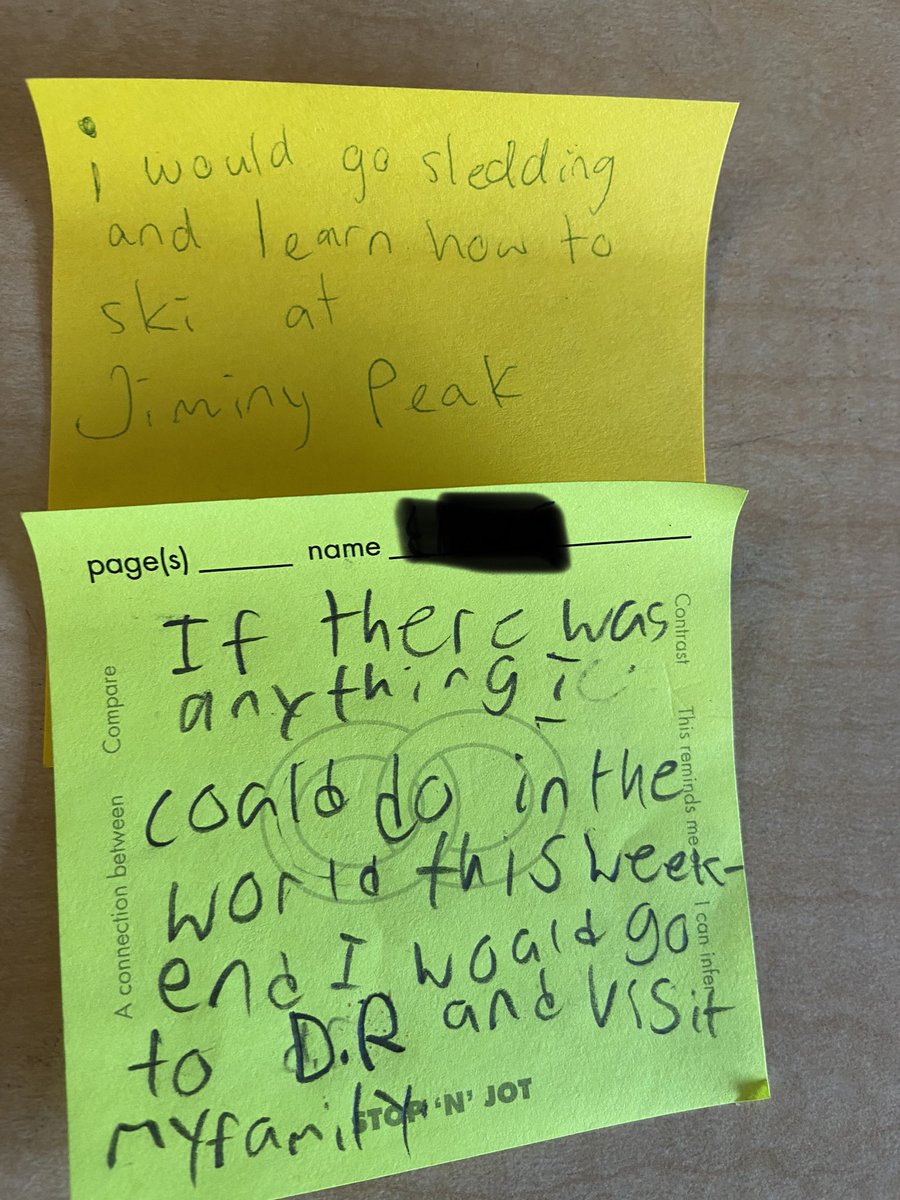 i would go sledding
and learn how to
ski at
Jiminy Peak
page(s) name
If there was
anything I
could do in the
world this week-
end I would go
to D.R and visit
my family
Compare
A connection between
Contrast
This reminds me
I can infer
STOP 'N' JOT